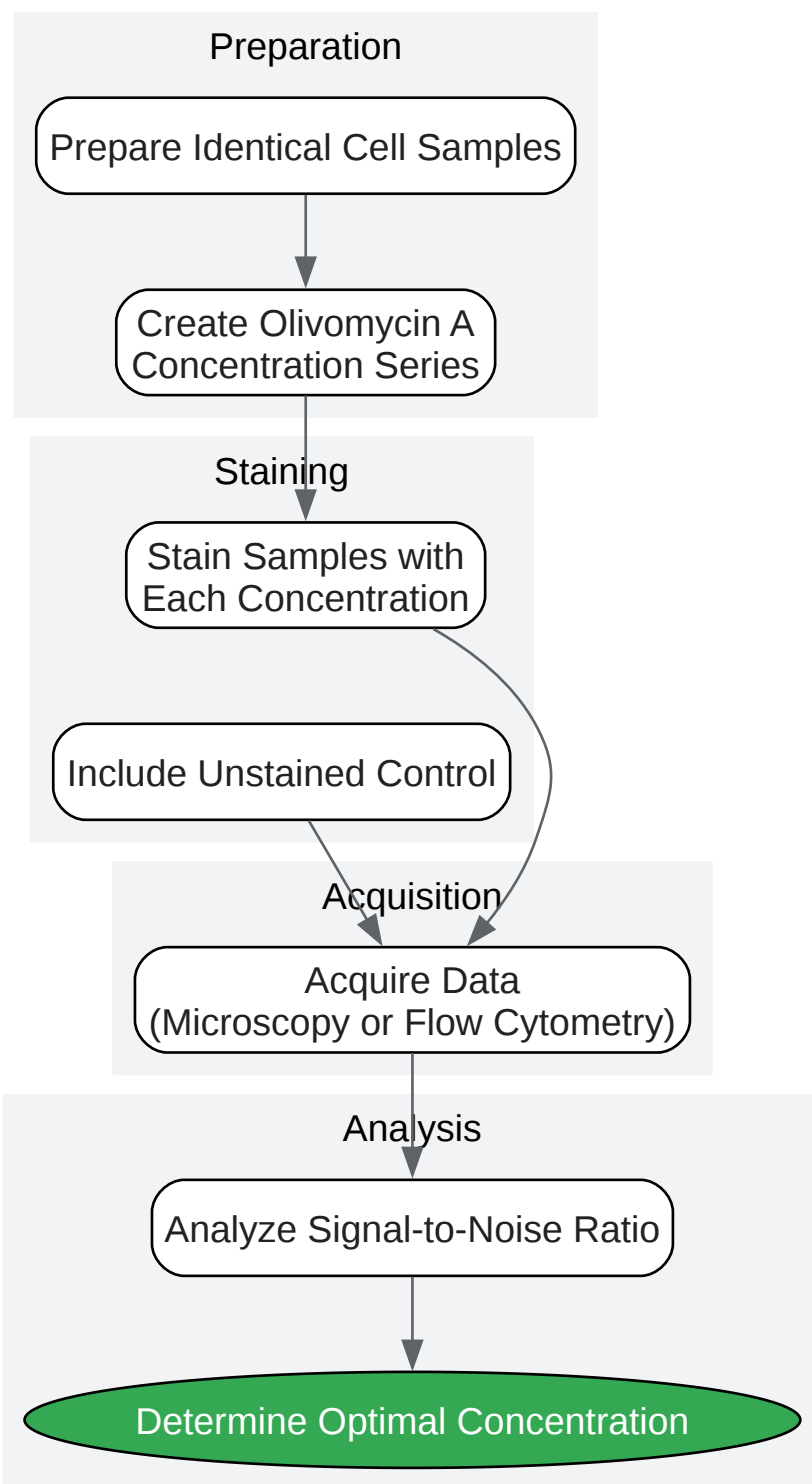 Preparation
Prepare Identical Cell Samples
Create Olivomycin A
Concentration Series
Staining
Stain Samples with
Each Concentration
Include Unstained Control
Acquisition
Acquire Data
(Microscopy or Flow Cytometry)
Analysis
Analyze Signal-to-Noise Ratio
Determine Optimal Concentration